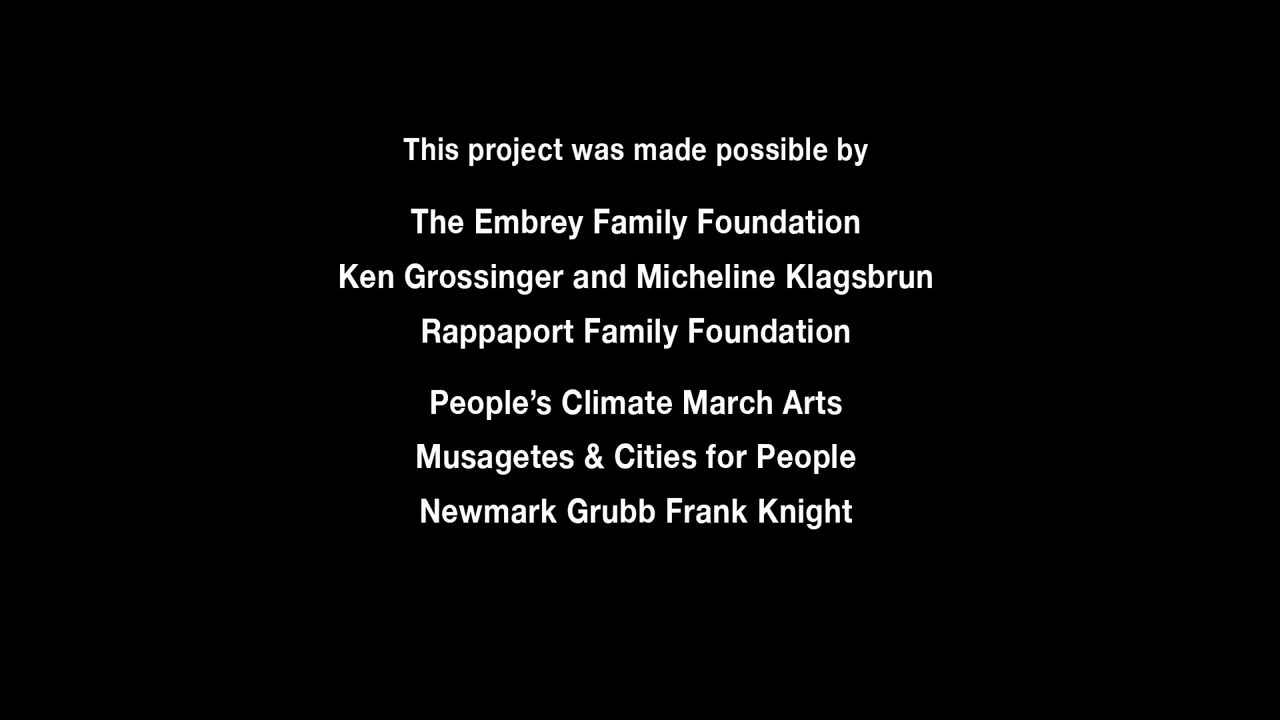 This project was made possible by
The Embrey Family Foundation
Ken Grossinger and Micheline Klagsbrun
Rappaport Family Foundation
People’s Climate March Arts
Musagetes & Cities for People
Newmark Grubb Frank Knight